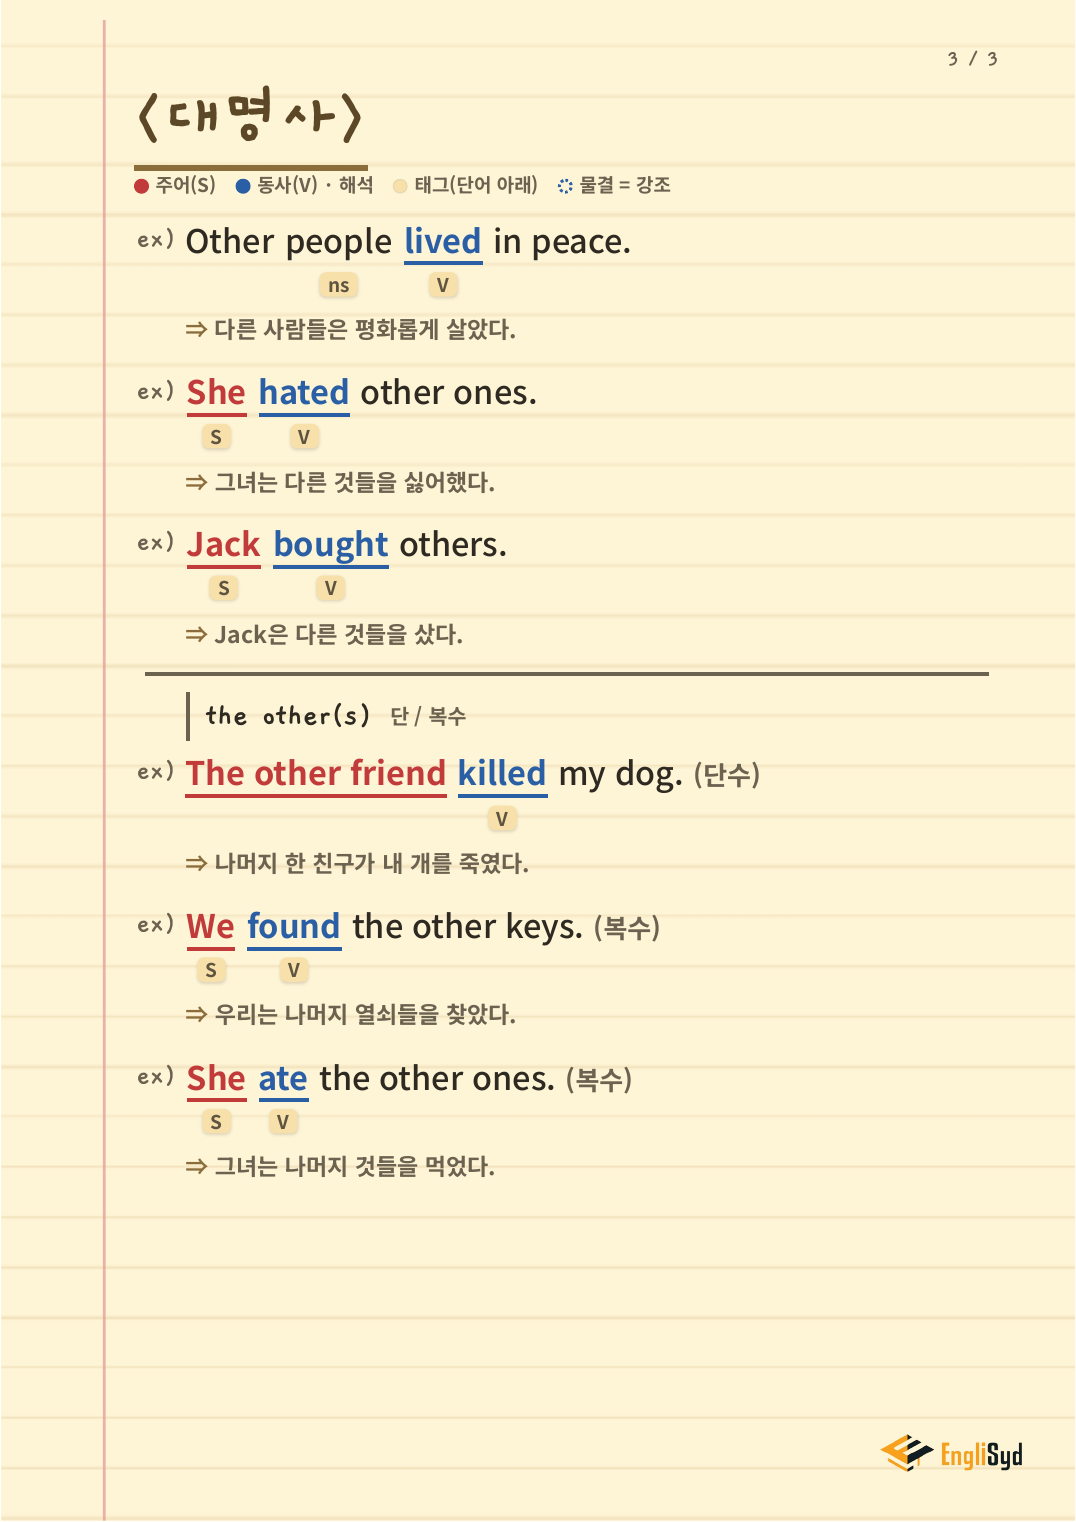 3 / 3
<대명사>
주어(S) 동사(V) · 해석 태그(단어 아래) 물결 = 강조
ex) Other people lived in peace.
ns V
⇒ 다른 사람들은 평화롭게 살았다.
ex) She hated other ones.
S V
⇒ 그녀는 다른 것들을 싫어했다.
ex) Jack bought others.
S V
⇒ Jack은 다른 것들을 샀다.
the other(s) 단 / 복수
ex) The other friend killed my dog. (단수)
V
⇒ 나머지 한 친구가 내 개를 죽였다.
ex) We found the other keys. (복수)
S V
⇒ 우리는 나머지 열쇠들을 찾았다.
ex) She ate the other ones. (복수)
S V
⇒ 그녀는 나머지 것들을 먹었다.
EngliSyd